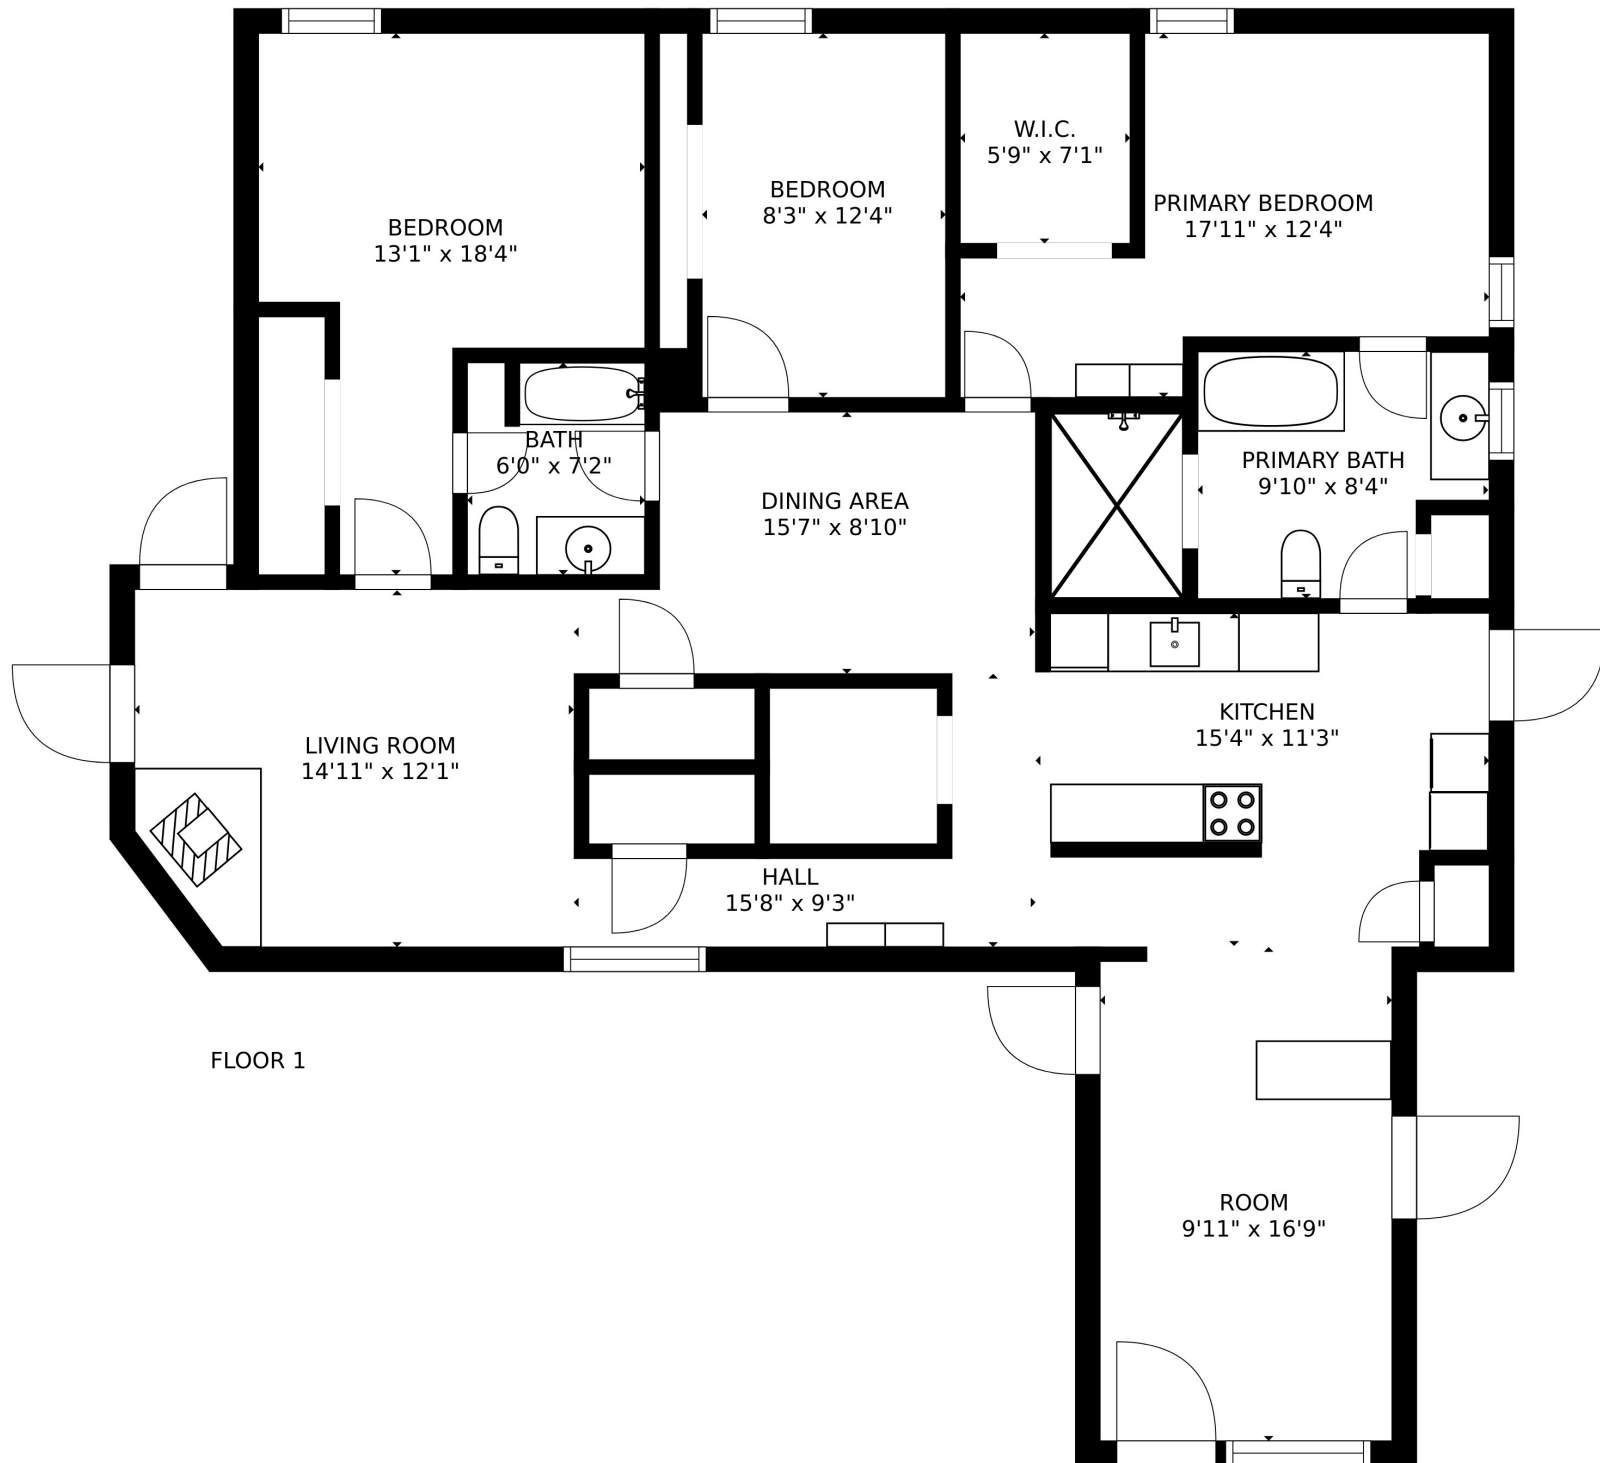 W.I.C.
5'9" x 7'1"
BEDROOM
8'3" x 12'4"
PRIMARY BEDROOM
17'11" x 12'4"
BEDROOM
13'1" x 18'4"
BATH
6'0" x 7'2"
PRIMARY BATH
9'10" x 8'4"
DINING AREA
15'7" x 8'10"
KITCHEN
15'4" x 11'3"
LIVING ROOM
14'11" x 12'1"
HALL
15'8" x 9'3"
FLOOR 1
ROOM
9'11" x 16'9"